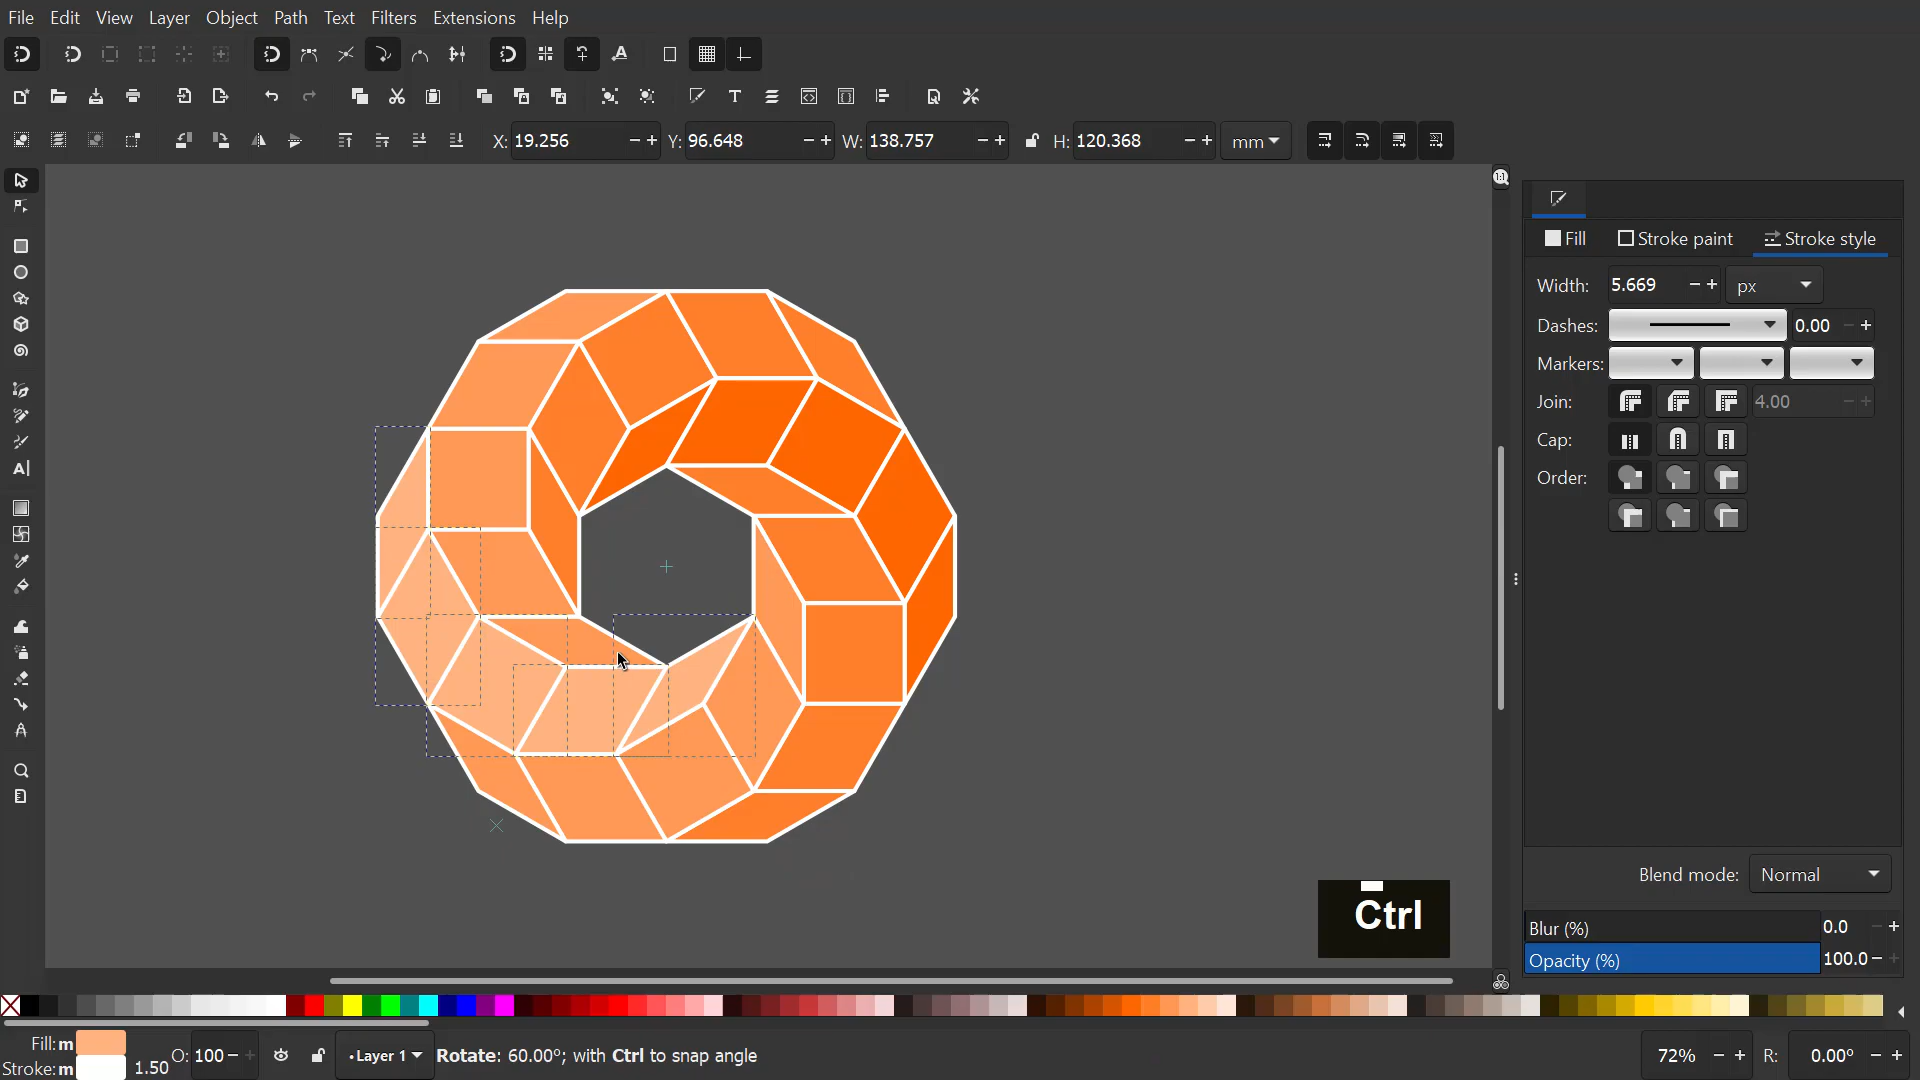 File Edit View Layer Object Path Text Filters Extensions Help
X: 19.256 Y: 96.648 W: 138.757 H: 120.368 mm
Fill Stroke paint Stroke style
Width: 5.669 px
Dashes: 0.00
Markers:
Join: 4.00
Cap:
Order:
Blend mode: Normal
Blur (%) 0.0
Opacity (%) 100.0
Ctrl
Fill: m
Stroke: m 1.50
O: 100
•Layer 1
Rotate: 60.00°; with Ctrl to snap angle
72% R: 0.00°